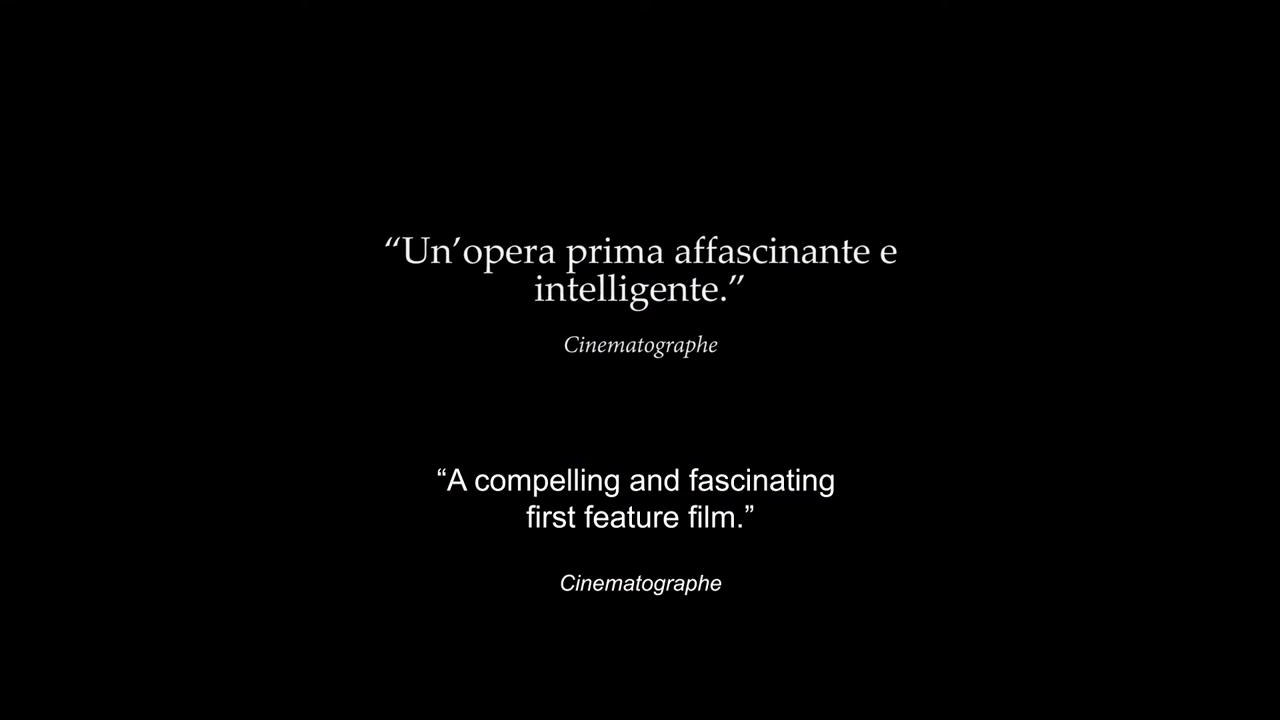 “Un’opera prima affascinante e
intelligente.”
Cinematographe
“A compelling and fascinating
first feature film.”
Cinematographe